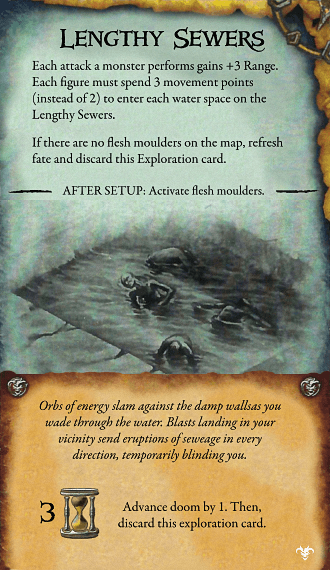 Lengthy Sewers
Each attack a monster performs gains +3 Range.
Each figure must spend 3 movement points
(instead of 2) to enter each water space on the
Lengthy Sewers.
If there are no flesh moulders on the map, refresh
fate and discard this Exploration card.
AFTER SETUP: Activate flesh moulders.
Orbs of energy slam against the damp wallsas you
wade through the water. Blasts landing in your
vicinity send eruptions of seweage in every
direction, temporarily blinding you.
3
Advance doom by 1. Then,
discard this exploration card.